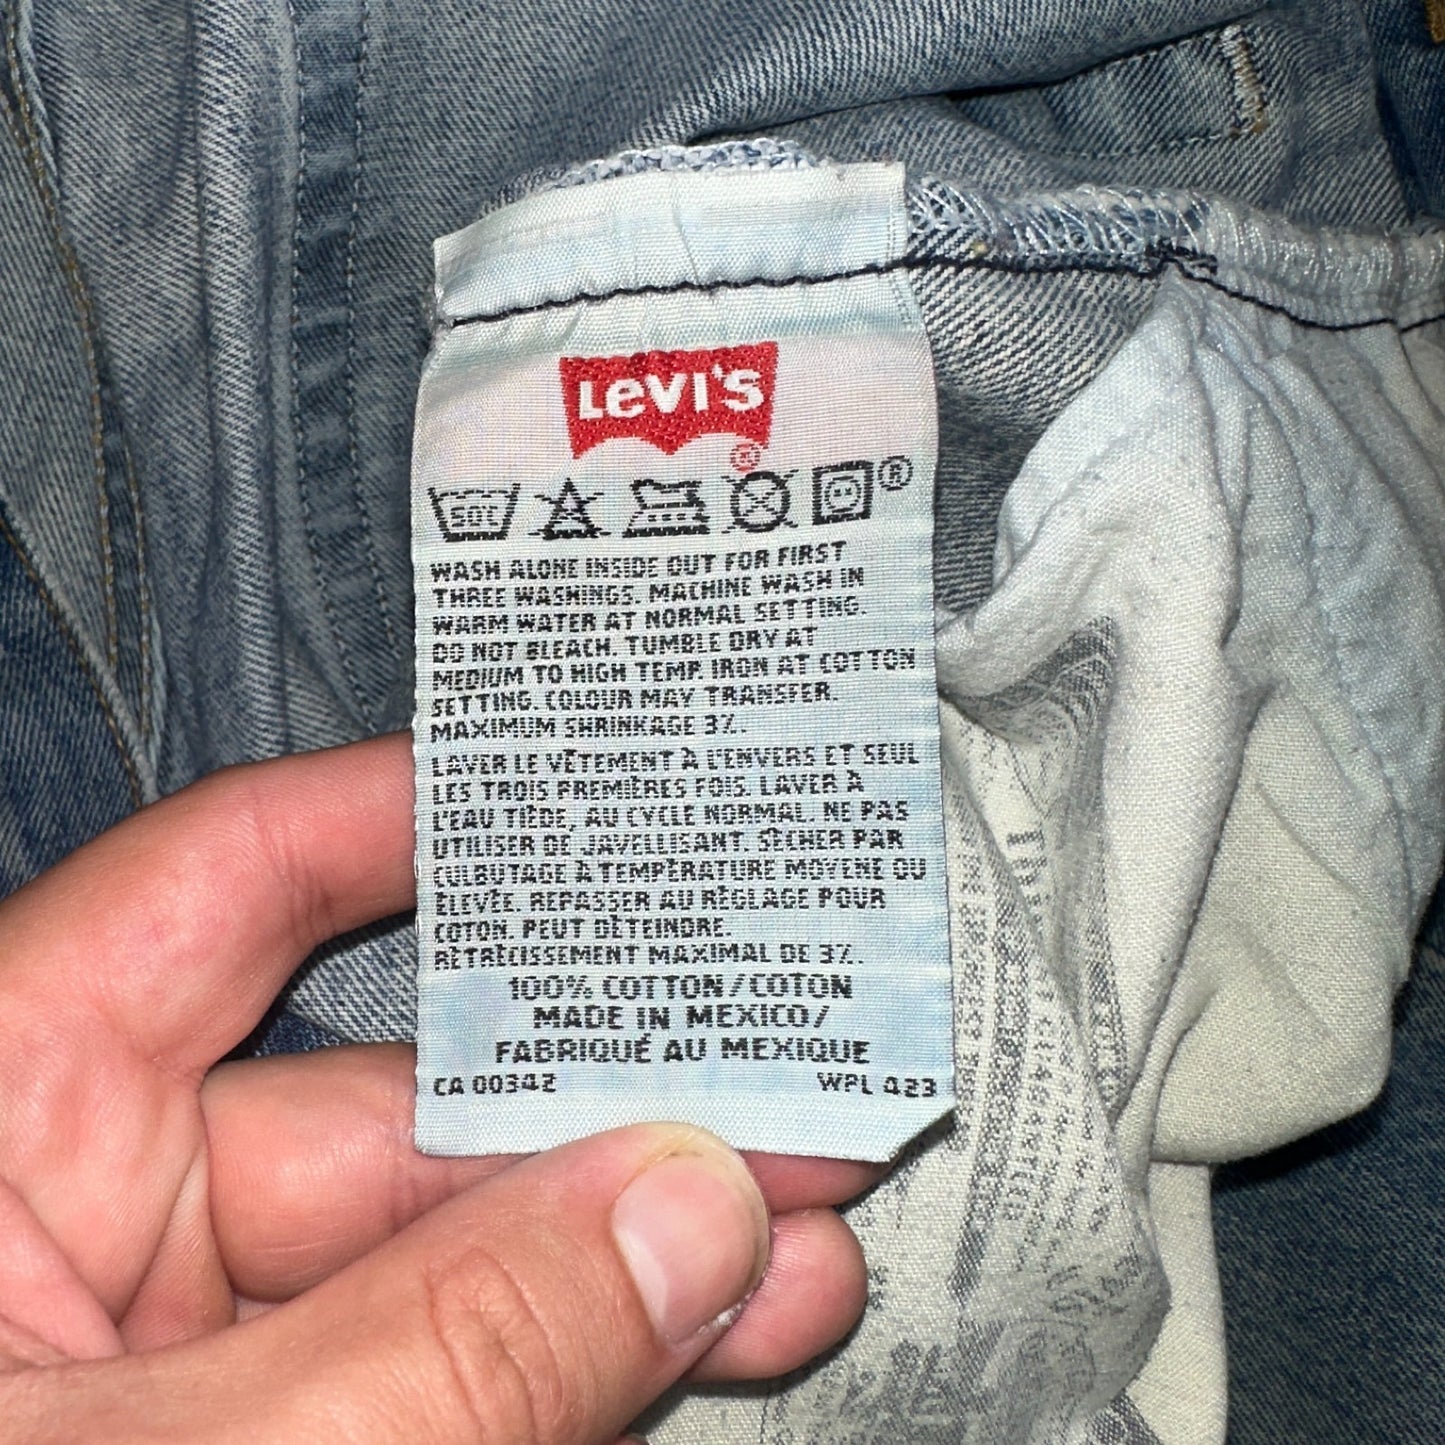 LEVI'S
®
50°C
®
WASH ALONE INSIDE OUT FOR FIRST
THREE WASHINGS. MACHINE WASH IN
WARM WATER AT NORMAL SETTING.
DO NOT BLEACH. TUMBLE DRY AT
MEDIUM TO HIGH TEMP. IRON AT COTTON
SETTING. COLOUR MAY TRANSFER.
MAXIMUM SHRINKAGE 3%.
LAVER LE VÊTEMENT À L'ENVERS ET SEUL
LES TROIS PREMIÈRES FOIS. LAVER À
L'EAU TIÈDE, AU CYCLE NORMAL. NE PAS
UTILISER DE JAVELLISANT. SÉCHER PAR
CULBUTAGE À TEMPÉRATURE MOYENE OU
ÉLEVÉE. REPASSER AU RÉGLAGE POUR
COTON. PEUT DÉTEINDRE.
RÉTRÉCISSEMENT MAXIMAL DE 3%.
100% COTTON/COTON
MADE IN MEXICO/
FABRIQUÉ AU MEXIQUE
CA 00342 WPL 423